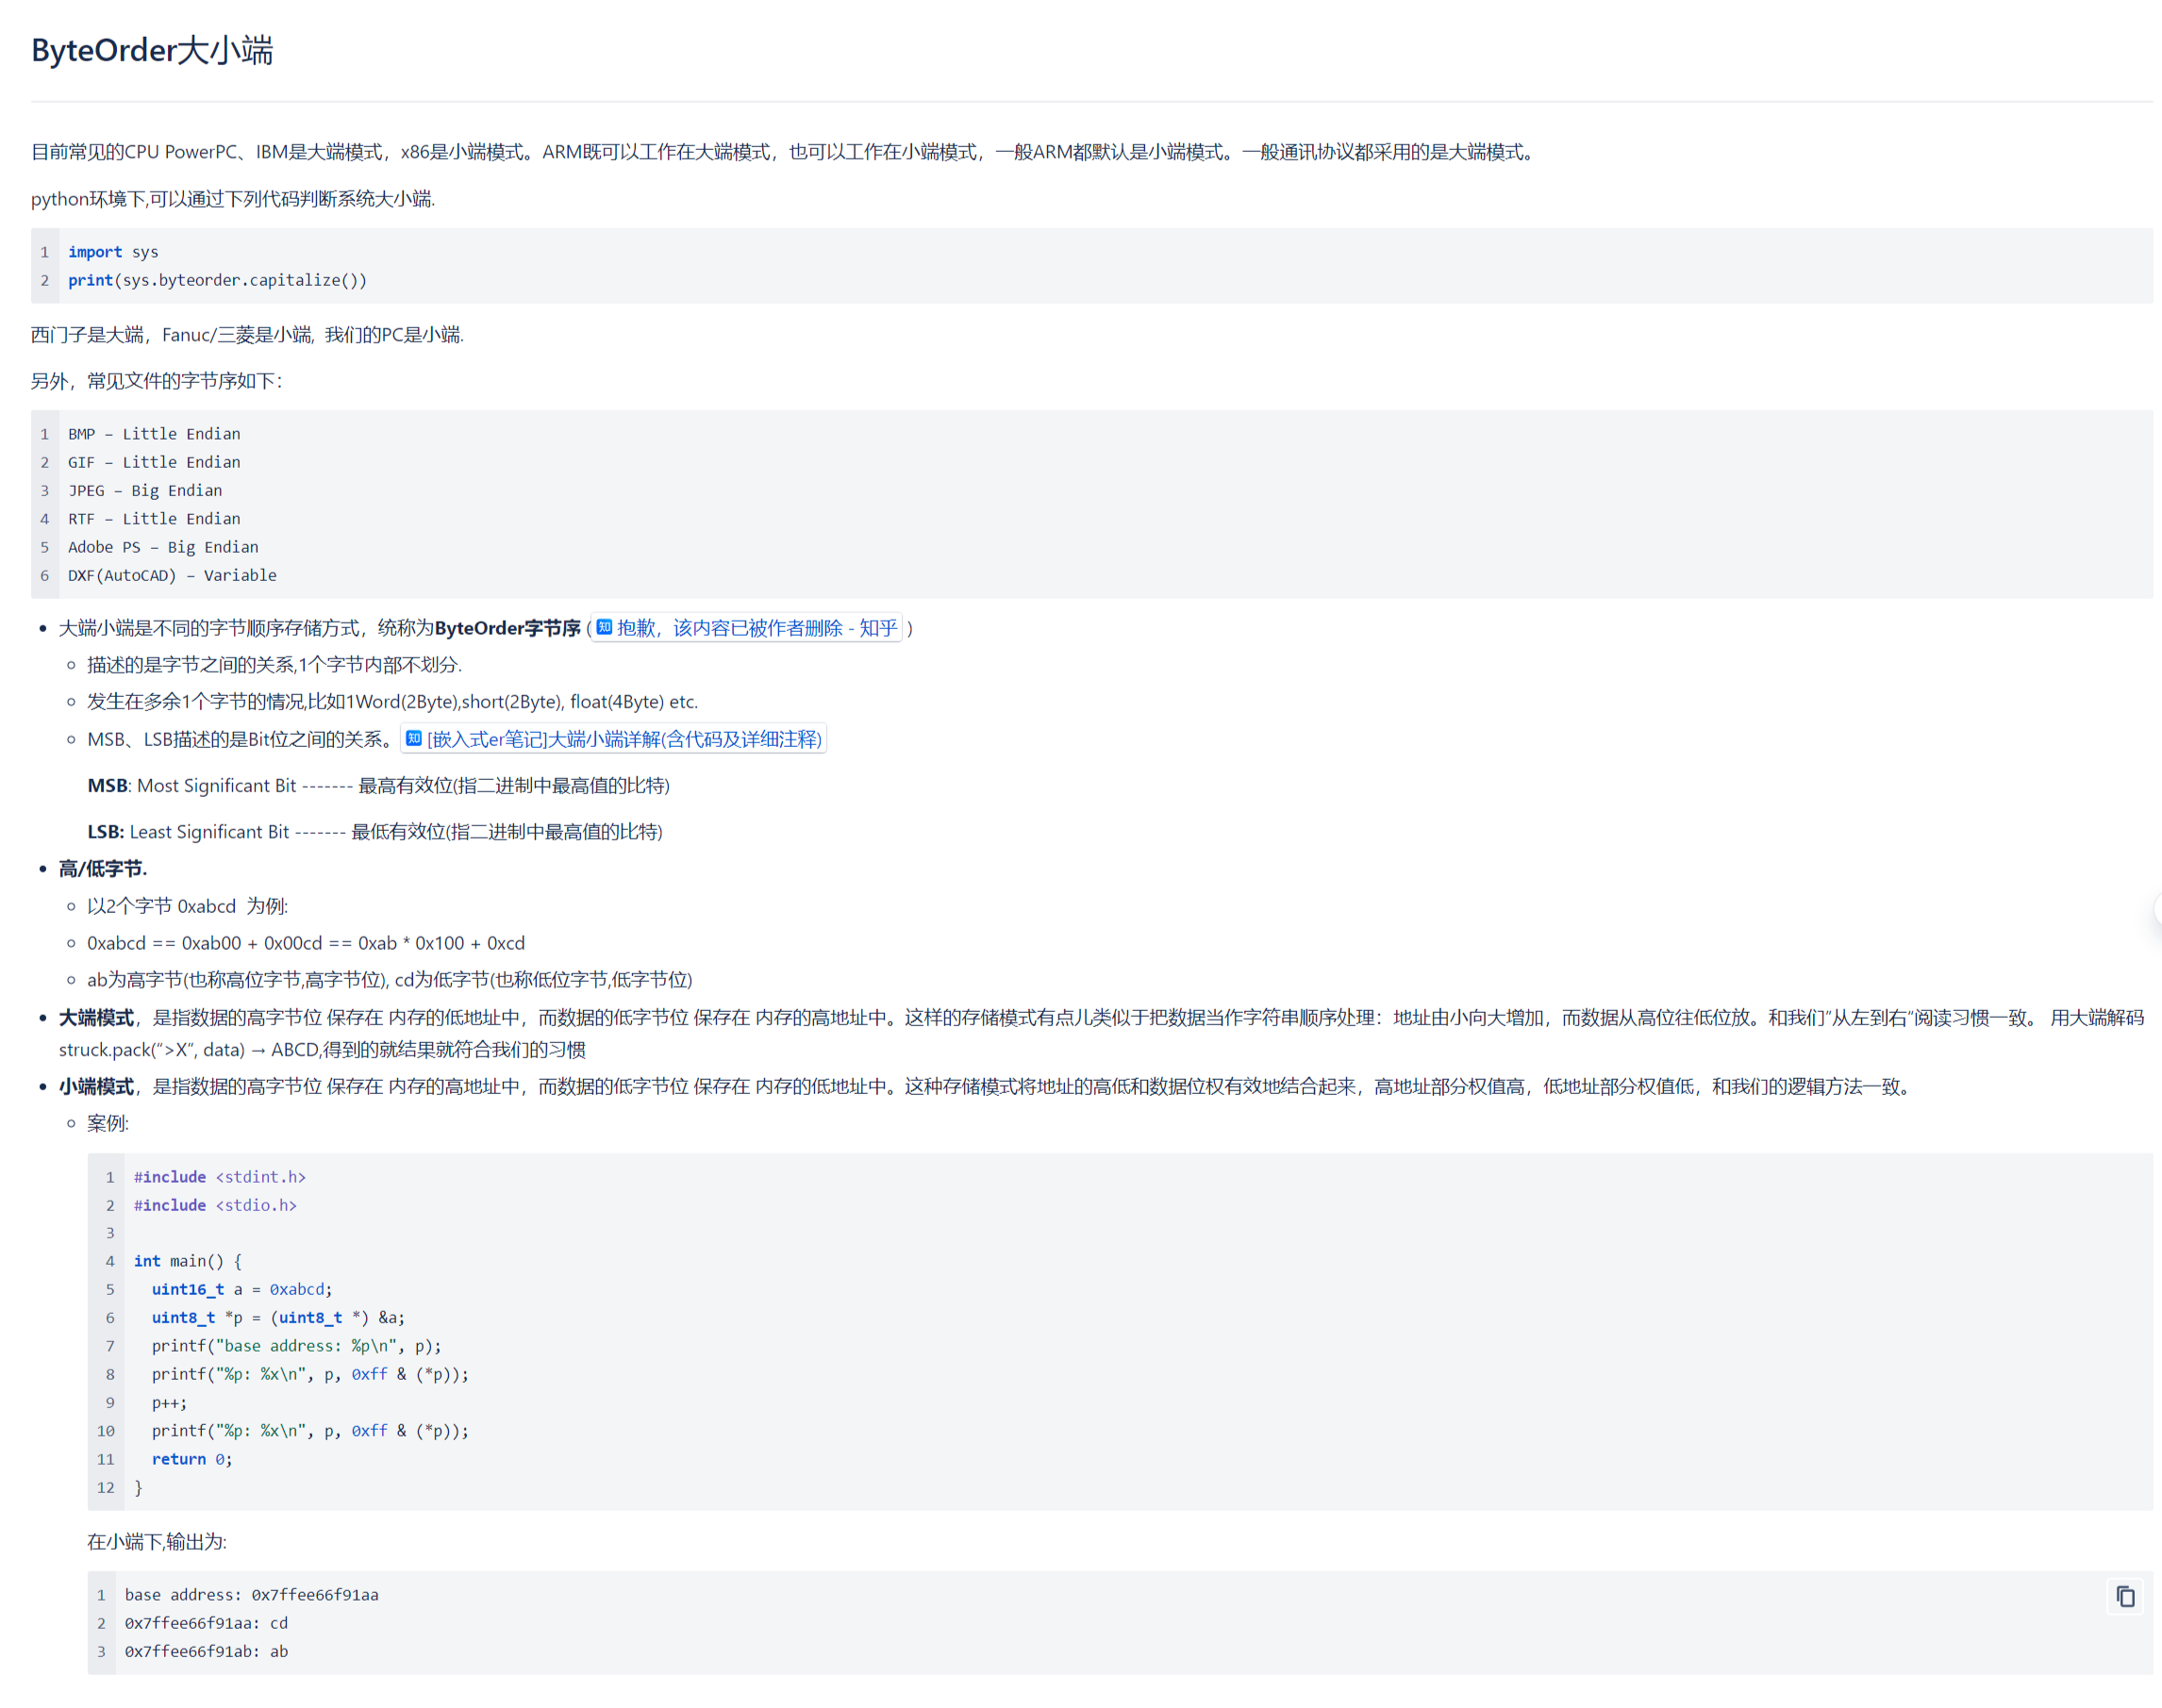 ByteOrder大小端
目前常见的CPU PowerPC、IBM是大端模式，x86是小端模式。ARM既可以工作在大端模式，也可以工作在小端模式，一般ARM都默认是小端模式。一般通讯协议都采用的是大端模式。
python环境下,可以通过下列代码判断系统大小端.
1 import sys
2 print(sys.byteorder.capitalize())
西门子是大端，Fanuc/三菱是小端, 我们的PC是小端.
另外，常见文件的字节序如下：
1 BMP – Little Endian
2 GIF – Little Endian
3 JPEG – Big Endian
4 RTF – Little Endian
5 Adobe PS – Big Endian
6 DXF(AutoCAD) – Variable
• 大端小端是不同的字节顺序存储方式，统称为ByteOrder字节序 ( 知 抱歉，该内容已被作者删除 - 知乎 )
◦ 描述的是字节之间的关系,1个字节内部不划分.
◦ 发生在多余1个字节的情况,比如1Word(2Byte),short(2Byte), float(4Byte) etc.
◦ MSB、LSB描述的是Bit位之间的关系。 知 [嵌入式er笔记]大端小端详解(含代码及详细注释)
MSB: Most Significant Bit ------- 最高有效位(指二进制中最高值的比特)
LSB: Least Significant Bit ------- 最低有效位(指二进制中最高值的比特)
• 高/低字节.
◦ 以2个字节 0xabcd 为例:
◦ 0xabcd == 0xab00 + 0x00cd == 0xab * 0x100 + 0xcd
◦ ab为高字节(也称高位字节,高字节位), cd为低字节(也称低位字节,低字节位)
• 大端模式，是指数据的高字节位 保存在 内存的低地址中，而数据的低字节位 保存在 内存的高地址中。这样的存储模式有点儿类似于把数据当作字符串顺序处理：地址由小向大增加，而数据从高位往低位放。和我们”从左到右”阅读习惯一致。 用大端解码
struck.pack(“>X”, data) → ABCD,得到的就结果就符合我们的习惯
• 小端模式，是指数据的高字节位 保存在 内存的高地址中，而数据的低字节位 保存在 内存的低地址中。这种存储模式将地址的高低和数据位权有效地结合起来，高地址部分权值高，低地址部分权值低，和我们的逻辑方法一致。
◦ 案例:
1 #include <stdint.h>
2 #include <stdio.h>
3
4 int main() {
5   uint16_t a = 0xabcd;
6   uint8_t *p = (uint8_t *) &a;
7   printf("base address: %p\n", p);
8   printf("%p: %x\n", p, 0xff & (*p));
9   p++;
10   printf("%p: %x\n", p, 0xff & (*p));
11   return 0;
12 }
在小端下,输出为:
1 base address: 0x7ffee66f91aa
2 0x7ffee66f91aa: cd
3 0x7ffee66f91ab: ab